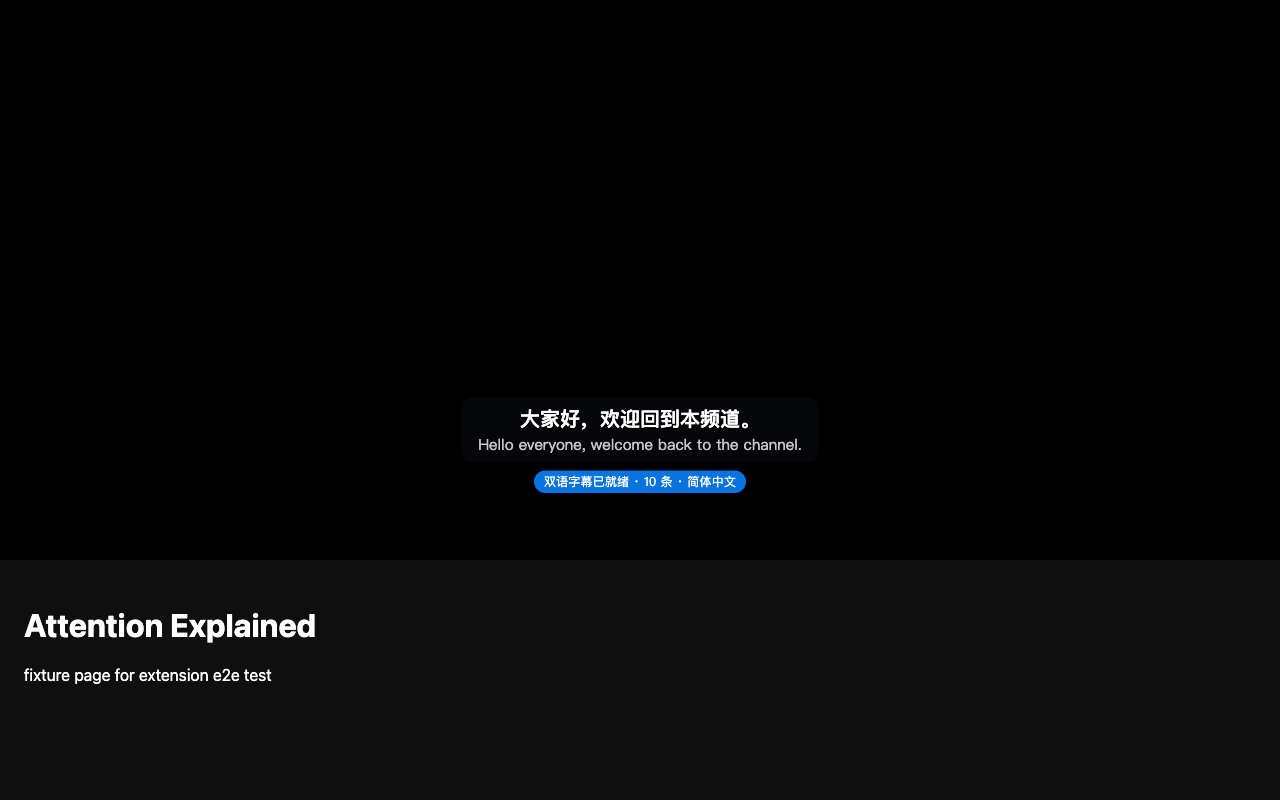 大家好，欢迎回到本频道。
Hello everyone, welcome back to the channel.
双语字幕已就绪 · 10 条 · 简体中文
Attention Explained
fixture page for extension e2e test